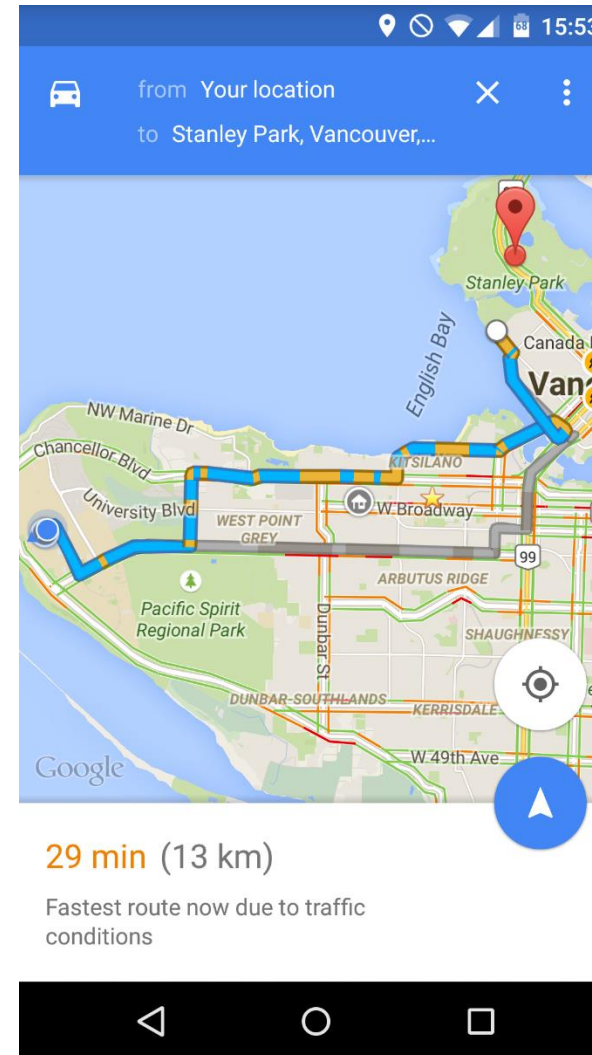 68 15:53
from Your location
to Stanley Park, Vancouver,...
Stanley Park
English Bay
Canada
Van
NW Marine Dr
Chancellor Blvd
KITSILANO
University Blvd
W Broadway
WEST POINT
GREY
99
ARBUTUS RIDGE
Pacific Spirit
Regional Park
Dunbar St
SHAUGHNESSY
DUNBAR-SOUTHLANDS
KERRISDALE
W 49th Ave
Google
29 min (13 km)
Fastest route now due to traffic
conditions